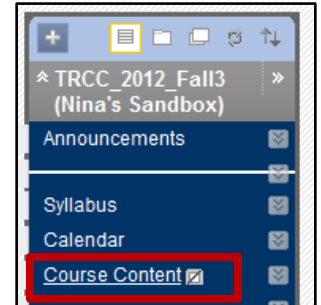 TRCC_2012_Fall3
(Nina's Sandbox)
Announcements
Syllabus
Calendar
Course Content